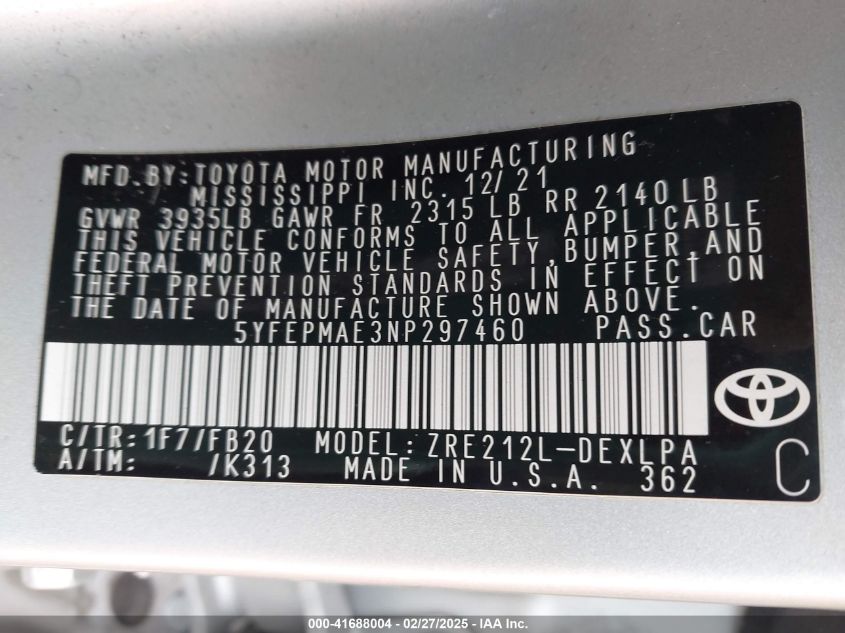 MFD. BY: TOYOTA MOTOR MANUFACTURING
MISSISSIPPI INC. 12/21
GVWR 3935LB GAWR FR 2315 LB RR 2140 LB
THIS VEHICLE CONFORMS TO ALL APPLICABLE
FEDERAL MOTOR VEHICLE SAFETY, BUMPER, AND
THEFT PREVENTION STANDARDS IN EFFECT ON
THE DATE OF MANUFACTURE SHOWN ABOVE.
5YFEPMAE3NP297460 PASS. CAR
C/TR: 1F7/FB20 MODEL: ZRE212L-DEXLPA
A/TM: /K313 MADE IN U.S.A. 362 C
000-41688004 - 02/27/2025 - IAA Inc.